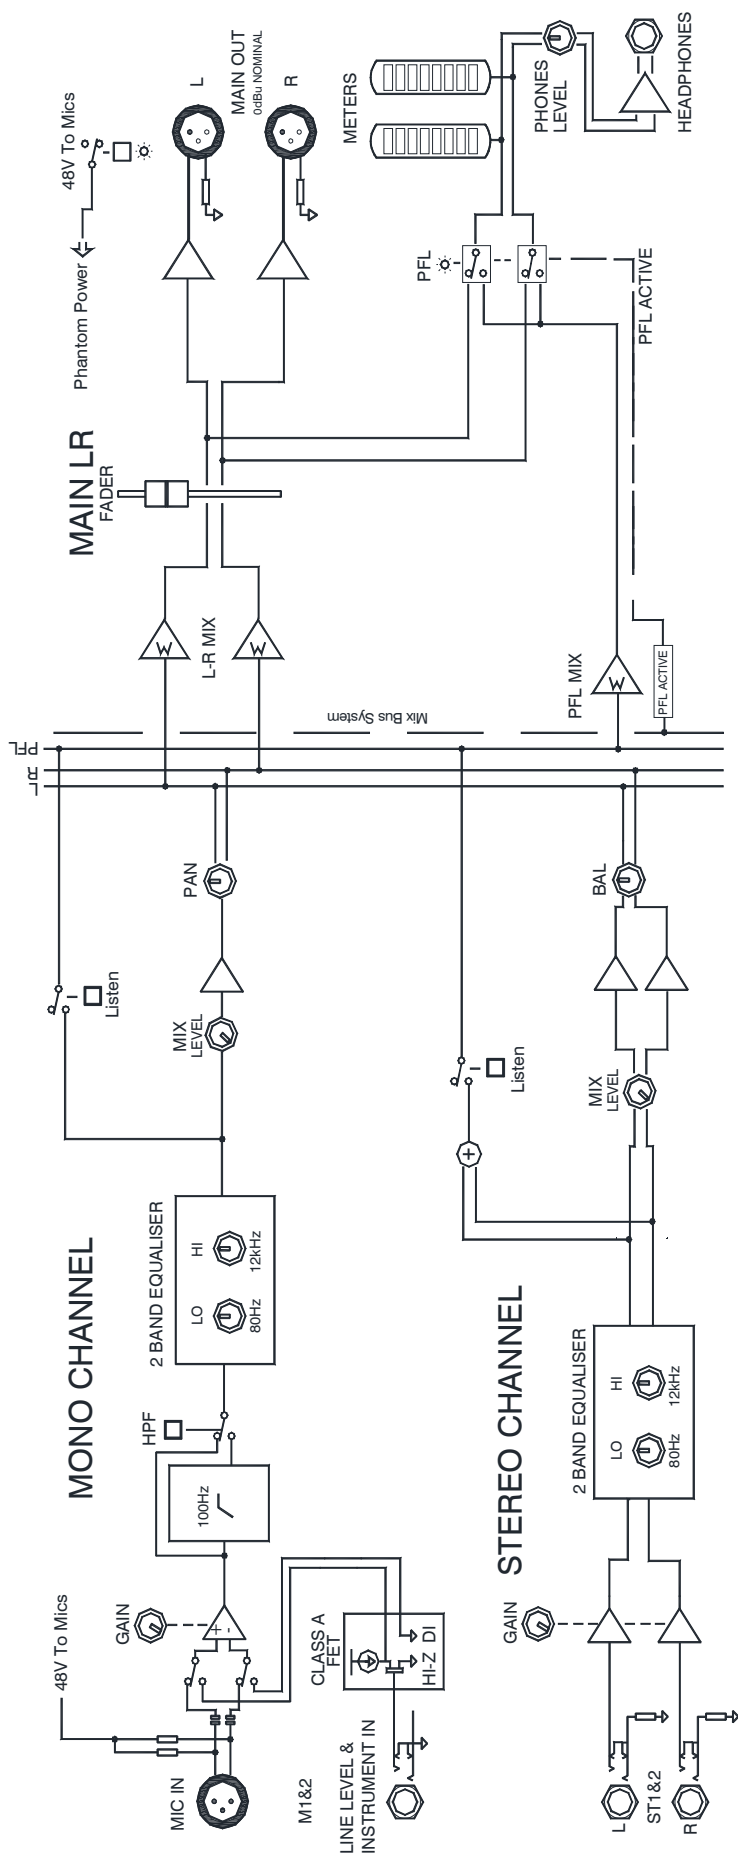 MONO CHANNEL
48V To Mics
MIC IN
GAIN
+
-
100Hz
HPF
2 BAND EQUALISER
LO
HI
80Hz
12kHz
Listen
MIX
LEVEL
PAN
M1&2
LINE LEVEL &
INSTRUMENT IN
CLASS A
FET
HI-Z DI
STEREO CHANNEL
L
ST1&2
R
GAIN
2 BAND EQUALISER
LO
HI
80Hz
12kHz
+
Listen
MIX
LEVEL
BAL
PFL
R
L
Mix Bus System
MAIN LR
FADER
L-R MIX
Phantom Power
48V To Mics
L
MAIN OUT
0dBu NOMINAL
R
METERS
PFL
PFL MIX
PFL ACTIVE
PFL ACTIVE
PHONES
LEVEL
HEADPHONES